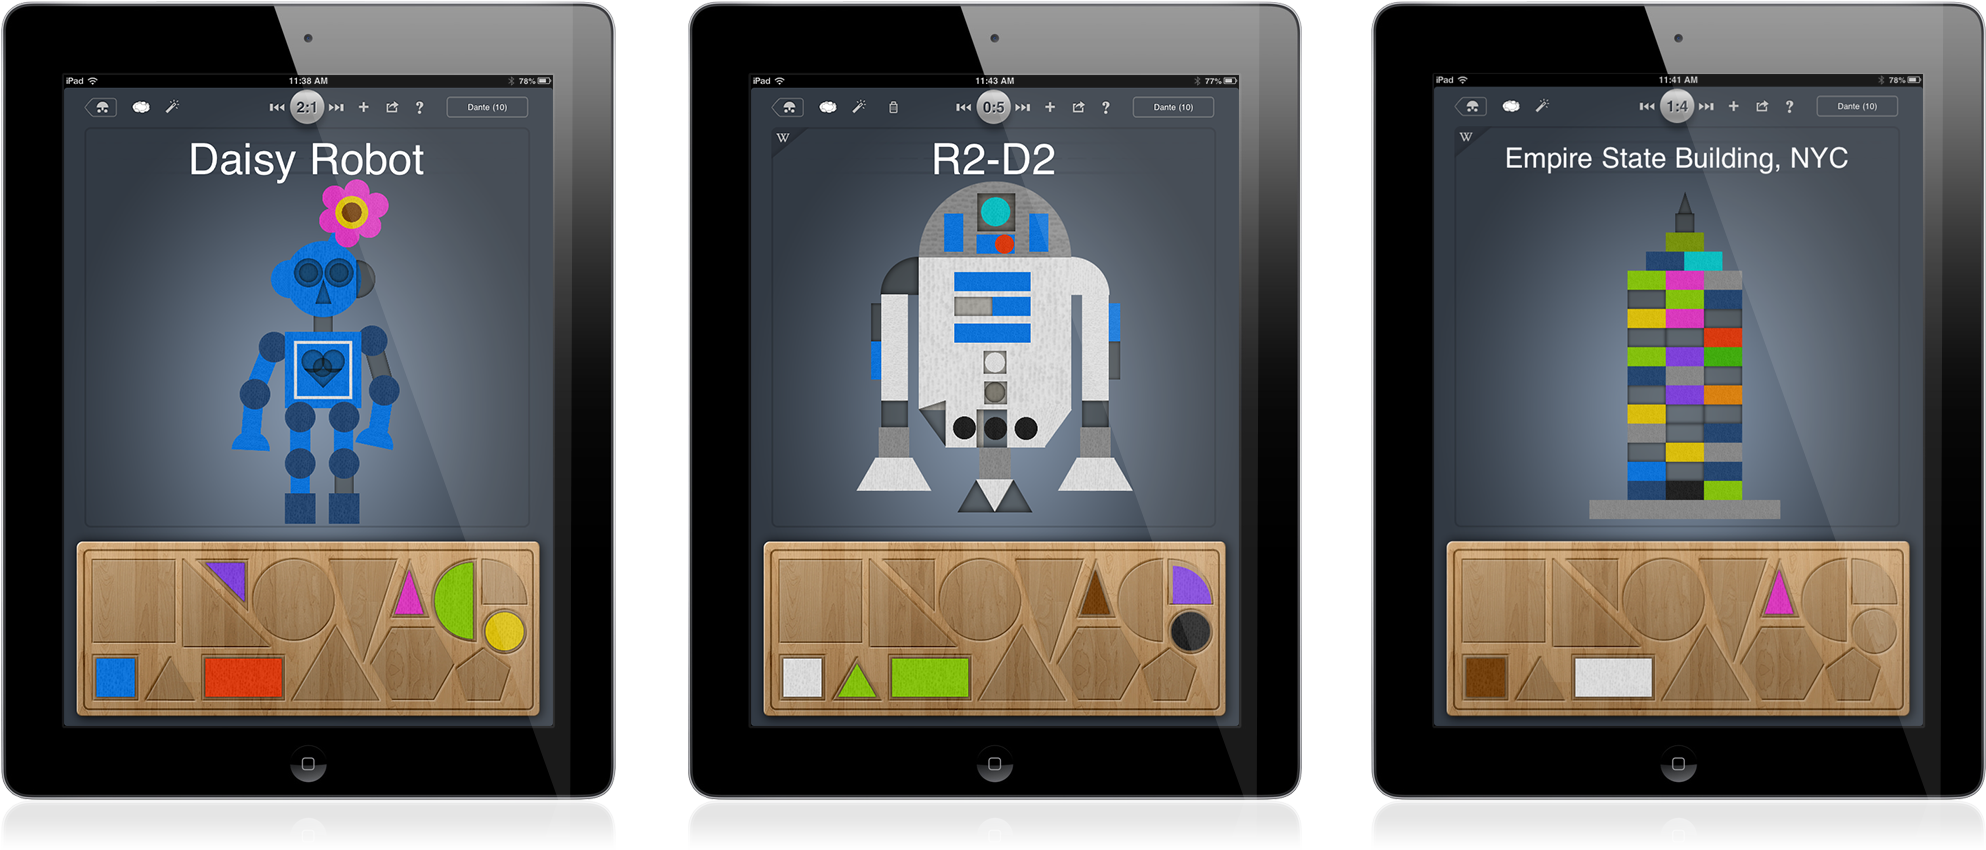 iPad 11:38 AM 78%
2:1 ? Dante (10)
Daisy Robot
iPad 11:43 AM 77%
0:5 ? Dante (10)
W
R2-D2
iPad 11:41 AM 78%
1:4 ? Dante (10)
W
Empire State Building, NYC